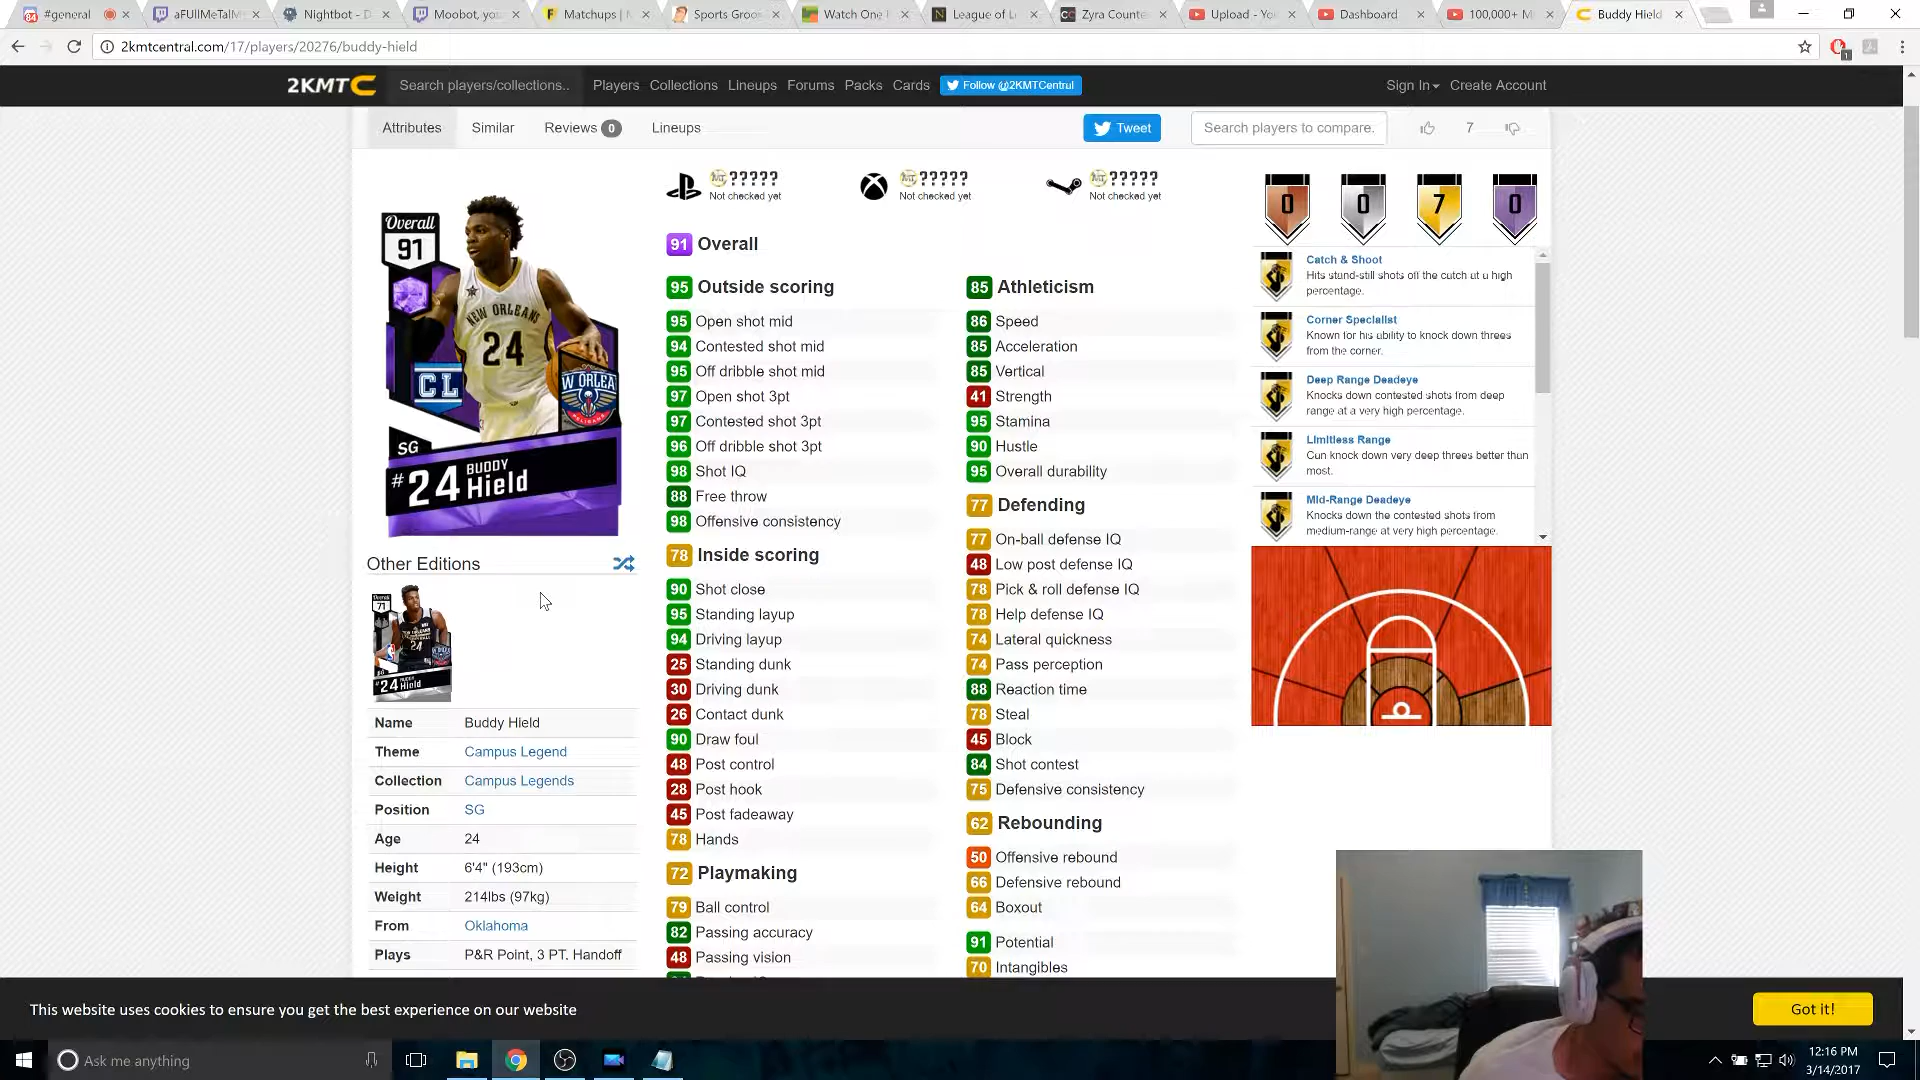 #general
aFUllMeTalM
Nightbot - D
Moobot, you
Matchups | N
Sports Groo
Watch One P
League of L
Zyra Counte
Upload - Yo
Dashboard
100,000+ M
Buddy Hield
2kmtcentral.com/17/players/20276/buddy-hield
2KMTC
Search players/collections..
Players
Collections
Lineups
Forums
Packs
Cards
Follow @2KMTCentral
Sign In
Create Account
Attributes
Similar
Reviews 0
Lineups
Tweet
Search players to compare.
7
MT ?????
Not checked yet
MT ?????
Not checked yet
MT ?????
Not checked yet
0 0 7 0
Overall
91
NEW ORLEANS
24
CL
W ORLEA
PELICANS
SG
#24 BUDDY
Hield
91 Overall
95 Outside scoring
95 Open shot mid
94 Contested shot mid
95 Off dribble shot mid
97 Open shot 3pt
97 Contested shot 3pt
96 Off dribble shot 3pt
98 Shot IQ
88 Free throw
98 Offensive consistency
78 Inside scoring
90 Shot close
95 Standing layup
94 Driving layup
25 Standing dunk
30 Driving dunk
26 Contact dunk
90 Draw foul
48 Post control
28 Post hook
45 Post fadeaway
78 Hands
72 Playmaking
79 Ball control
82 Passing accuracy
48 Passing vision
85 Athleticism
86 Speed
85 Acceleration
85 Vertical
41 Strength
95 Stamina
90 Hustle
95 Overall durability
77 Defending
77 On-ball defense IQ
48 Low post defense IQ
78 Pick & roll defense IQ
78 Help defense IQ
74 Lateral quickness
74 Pass perception
88 Reaction time
78 Steal
45 Block
84 Shot contest
75 Defensive consistency
62 Rebounding
50 Offensive rebound
66 Defensive rebound
64 Boxout
91 Potential
70 Intangibles
Catch & Shoot
Hits stand-still shots off the catch at a high
percentage.
Corner Specialist
Known for his ability to knock down threes
from the corner.
Deep Range Deadeye
Knocks down contested shots from deep
range at a very high percentage.
Limitless Range
Can knock down very deep threes better than
most.
Mid-Range Deadeye
Knocks down the contested shots from
medium-range at very high percentage.
Other Editions
Overall
71
24
#24 Hield
Name Buddy Hield
Theme Campus Legend
Collection Campus Legends
Position SG
Age 24
Height 6'4" (193cm)
Weight 214lbs (97kg)
From Oklahoma
Plays P&R Point, 3 PT. Handoff
This website uses cookies to ensure you get the best experience on our website
Got it!
Ask me anything
12:16 PM
3/14/2017